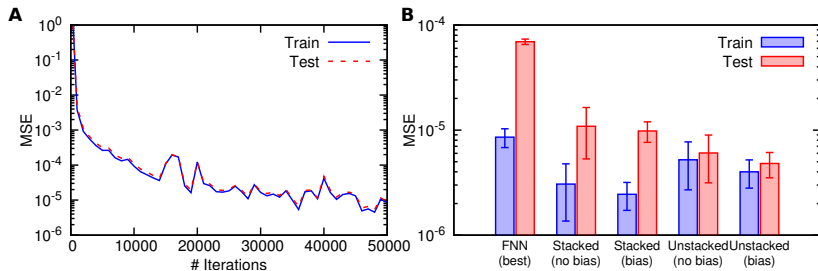 A
MSE
10^0
10^-1
10^-2
10^-3
10^-4
10^-5
10^-6
Train
Test
0
10000
20000
30000
40000
50000
# Iterations
B
MSE
10^-4
10^-5
10^-6
Train
Test
FNN
(best)
Stacked
(no bias)
Stacked
(bias)
Unstacked
(no bias)
Unstacked
(bias)